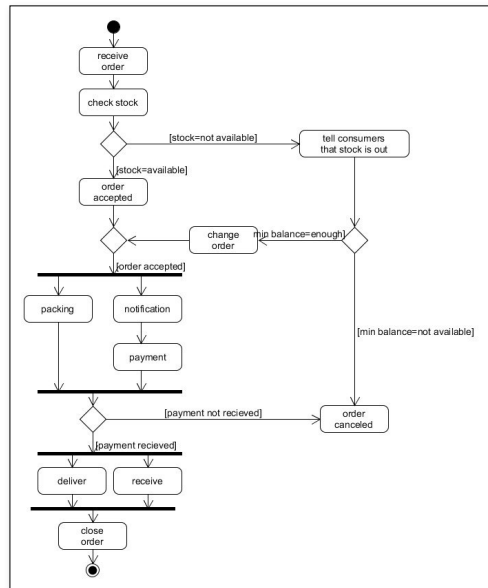 receive
order
check stock
[stock=not available]
tell consumers
that stock is out
[stock=available]
order
accepted
change
order
min balance=enough]
[order accepted]
packing
notification
payment
[min balance=not available]
[payment not recieved]
order
canceled
[payment recieved]
deliver
receive
close
order